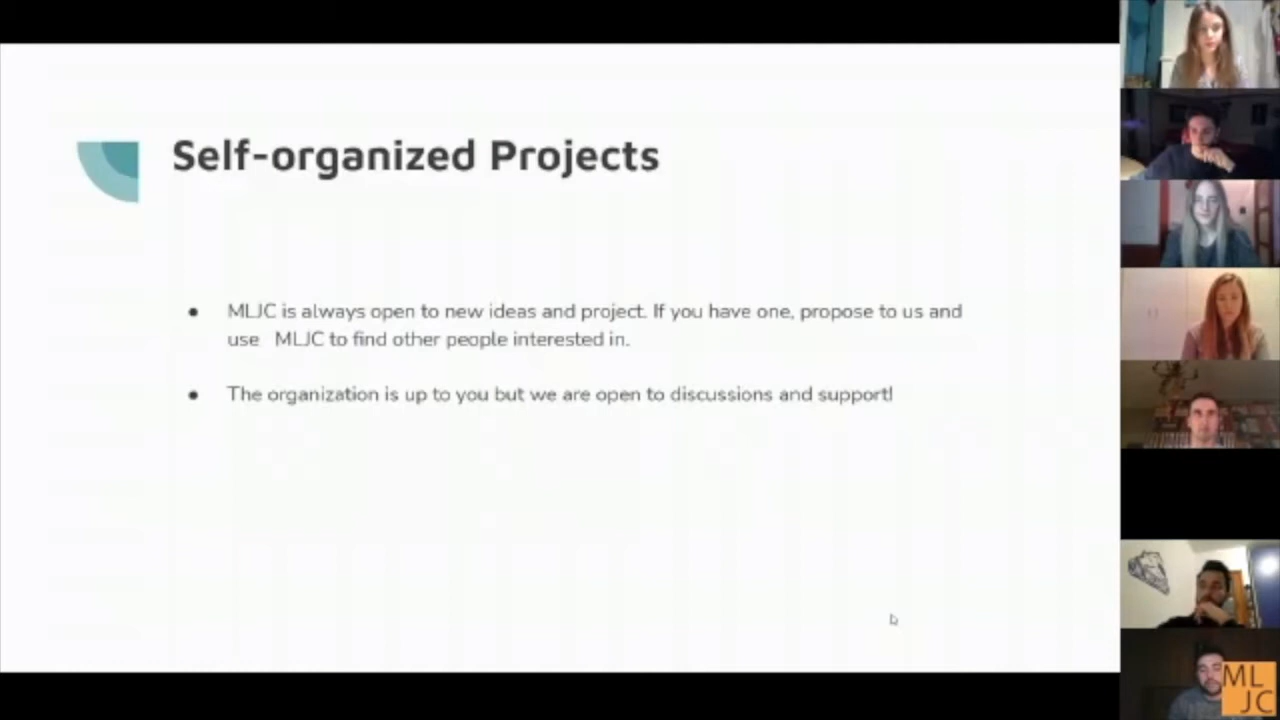 Self-organized Projects
● MLJC is always open to new ideas and project. If you have one, propose to us and
use MLJC to find other people interested in.
● The organization is up to you but we are open to discussions and support!
ML
JC